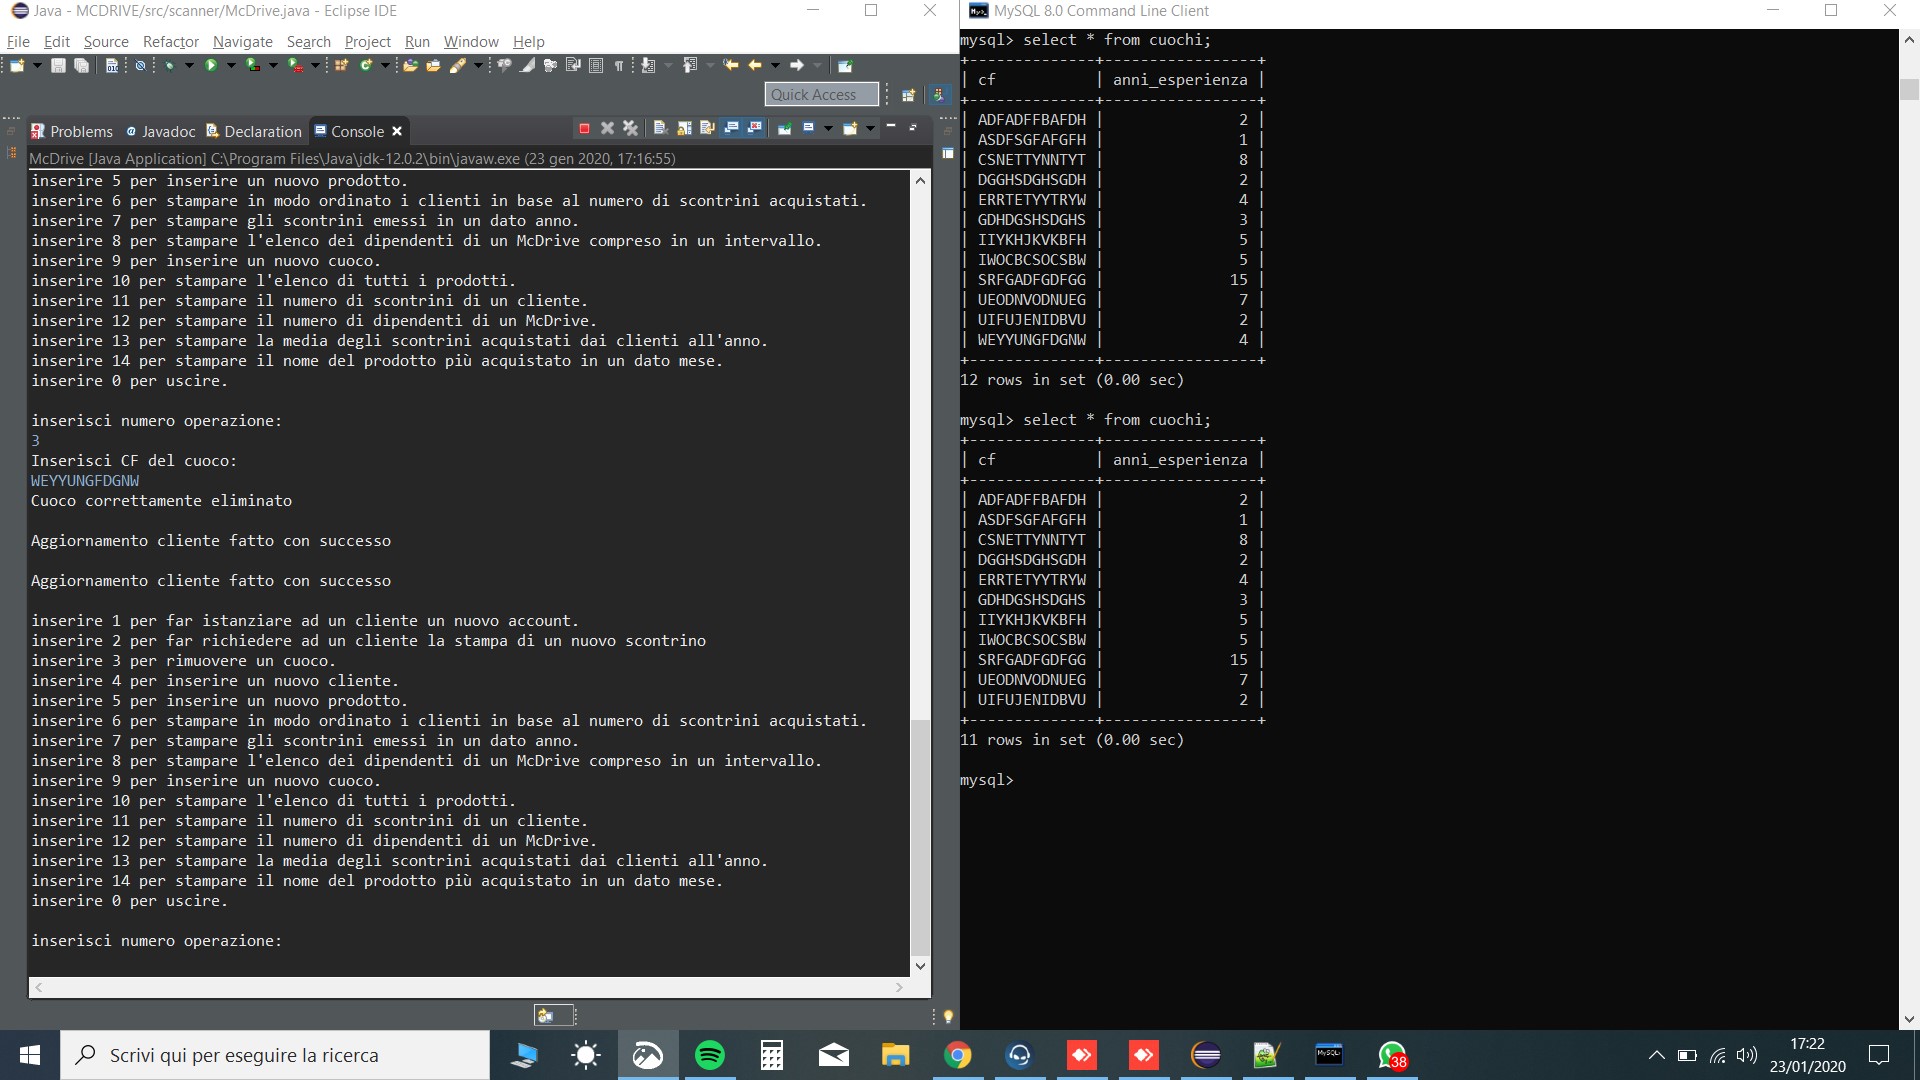 Java - MCDRIVE/src/scanner/McDrive.java - Eclipse IDE
File Edit Source Refactor Navigate Search Project Run Window Help
Quick Access
Problems Javadoc Declaration Console
McDrive [Java Application] C:\Program Files\Java\jdk-12.0.2\bin\javaw.exe (23 gen 2020, 17:16:55)
inserire 5 per inserire un nuovo prodotto.
inserire 6 per stampare in modo ordinato i clienti in base al numero di scontrini acquistati.
inserire 7 per stampare gli scontrini emessi in un dato anno.
inserire 8 per stampare l'elenco dei dipendenti di un McDrive compreso in un intervallo.
inserire 9 per inserire un nuovo cuoco.
inserire 10 per stampare l'elenco di tutti i prodotti.
inserire 11 per stampare il numero di scontrini di un cliente.
inserire 12 per stampare il numero di dipendenti di un McDrive.
inserire 13 per stampare la media degli scontrini acquistati dai clienti all'anno.
inserire 14 per stampare il nome del prodotto più acquistato in un dato mese.
inserire 0 per uscire.
inserisci numero operazione:
3
Inserisci CF del cuoco:
WEYYUNGFDGNW
Cuoco correttamente eliminato
Aggiornamento cliente fatto con successo
Aggiornamento cliente fatto con successo
inserire 1 per far istanziare ad un cliente un nuovo account.
inserire 2 per far richiedere ad un cliente la stampa di un nuovo scontrino
inserire 3 per rimuovere un cuoco.
inserire 4 per inserire un nuovo cliente.
inserire 5 per inserire un nuovo prodotto.
inserire 6 per stampare in modo ordinato i clienti in base al numero di scontrini acquistati.
inserire 7 per stampare gli scontrini emessi in un dato anno.
inserire 8 per stampare l'elenco dei dipendenti di un McDrive compreso in un intervallo.
inserire 9 per inserire un nuovo cuoco.
inserire 10 per stampare l'elenco di tutti i prodotti.
inserire 11 per stampare il numero di scontrini di un cliente.
inserire 12 per stampare il numero di dipendenti di un McDrive.
inserire 13 per stampare la media degli scontrini acquistati dai clienti all'anno.
inserire 14 per stampare il nome del prodotto più acquistato in un dato mese.
inserire 0 per uscire.
inserisci numero operazione:
MySQL 8.0 Command Line Client
mysql> select * from cuochi;
+--------------+-----------------+
| cf           | anni_esperienza |
+--------------+-----------------+
| ADFADFFBAFDH |               2 |
| ASDFSGFAFGFH |               1 |
| CSNETTYNNTYT |               8 |
| DGGHSDGHSGDH |               2 |
| ERRTETYYTRYW |               4 |
| GDHDGSHSDGHS |               3 |
| IIYKHJKVKBFH |               5 |
| IWOCBCSOCSBW |               5 |
| SRFGADFGDFGG |              15 |
| UEODNVODNUEG |               7 |
| UIFUJENIDBVU |               2 |
| WEYYUNGFDGNW |               4 |
+--------------+-----------------+
12 rows in set (0.00 sec)
mysql> select * from cuochi;
+--------------+-----------------+
| cf           | anni_esperienza |
+--------------+-----------------+
| ADFADFFBAFDH |               2 |
| ASDFSGFAFGFH |               1 |
| CSNETTYNNTYT |               8 |
| DGGHSDGHSGDH |               2 |
| ERRTETYYTRYW |               4 |
| GDHDGSHSDGHS |               3 |
| IIYKHJKVKBFH |               5 |
| IWOCBCSOCSBW |               5 |
| SRFGADFGDFGG |              15 |
| UEODNVODNUEG |               7 |
| UIFUJENIDBVU |               2 |
+--------------+-----------------+
11 rows in set (0.00 sec)
mysql>
Scrivi qui per eseguire la ricerca
MySQL
38
17:22
23/01/2020